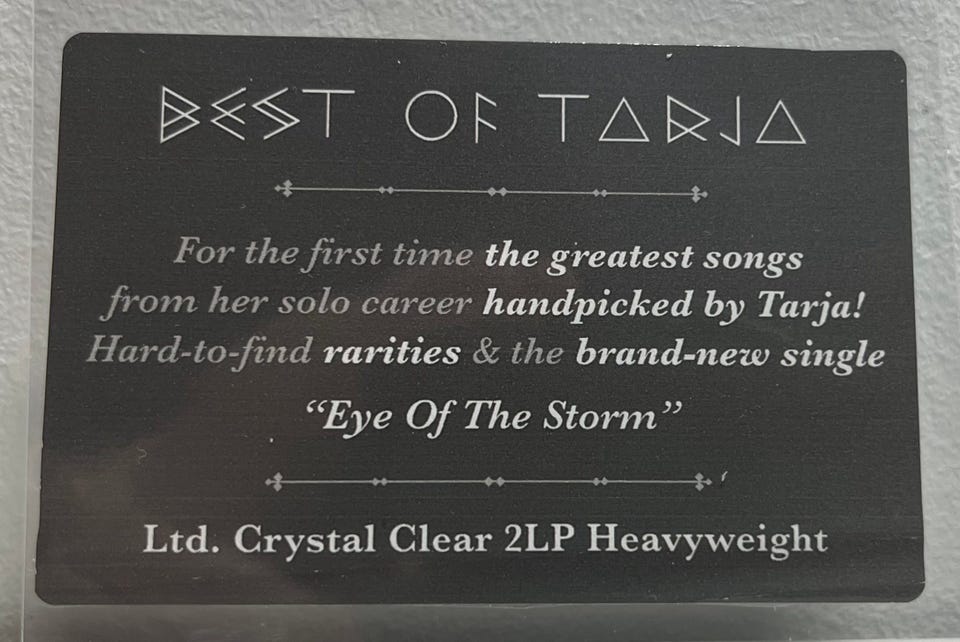 BEST OF TARJA
For the first time the greatest songs
from her solo career handpicked by Tarja!
Hard-to-find rarities & the brand-new single
“Eye Of The Storm”
Ltd. Crystal Clear 2LP Heavyweight